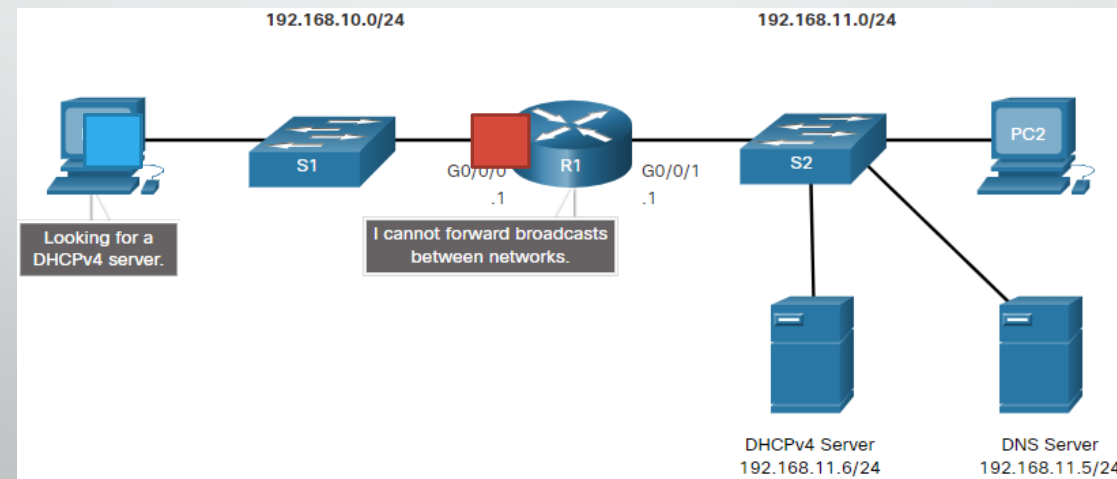 192.168.10.0/24
192.168.11.0/24
S1
G0/0/0
.1
R1
G0/0/1
.1
S2
PC2
Looking for a
DHCPv4 server.
I cannot forward broadcasts
between networks.
DHCPv4 Server
192.168.11.6/24
DNS Server
192.168.11.5/24